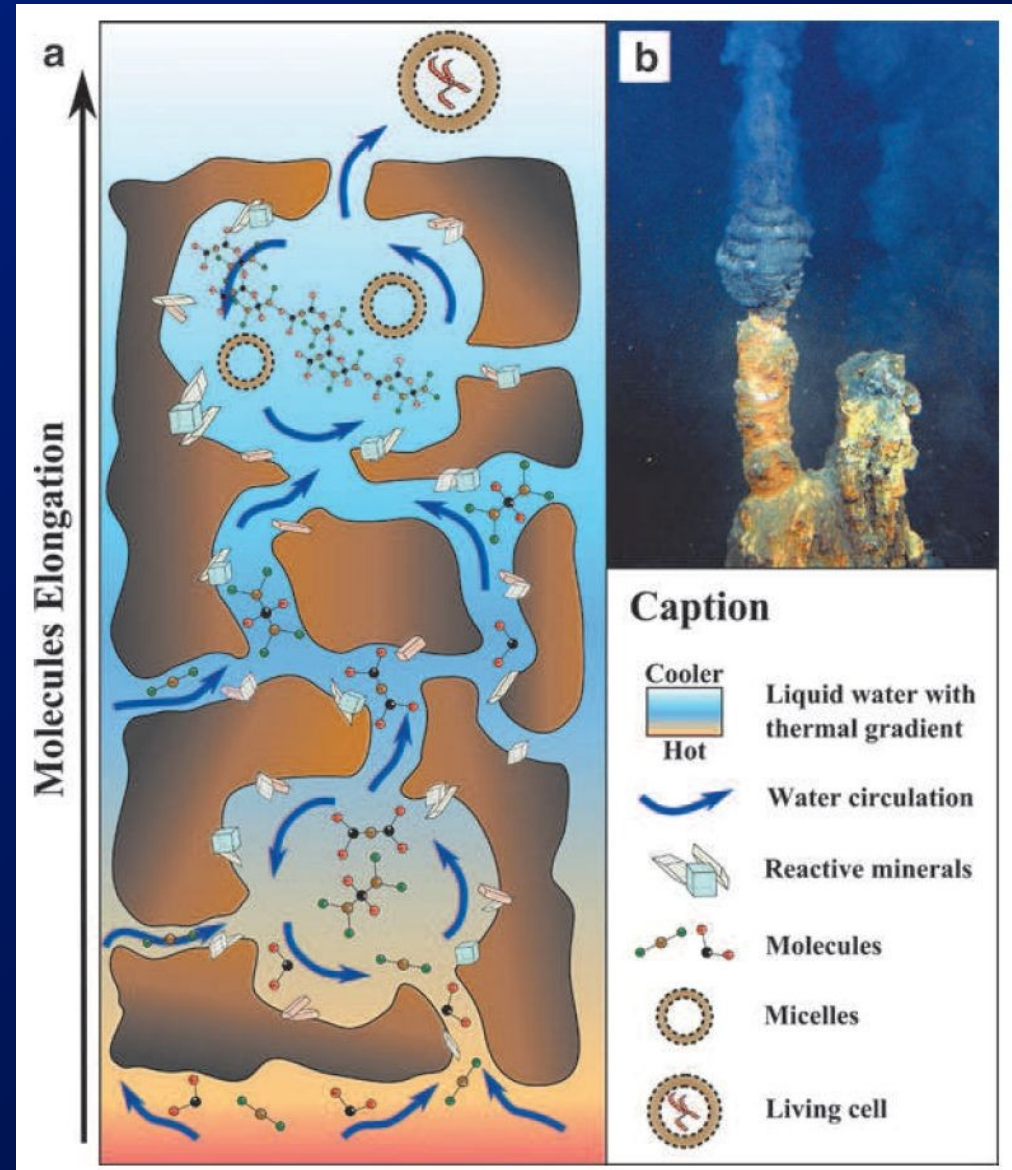 a
b
Molecules Elongation
Caption
Cooler
Hot
Liquid water with
thermal gradient
Water circulation
Reactive minerals
Molecules
Micelles
Living cell